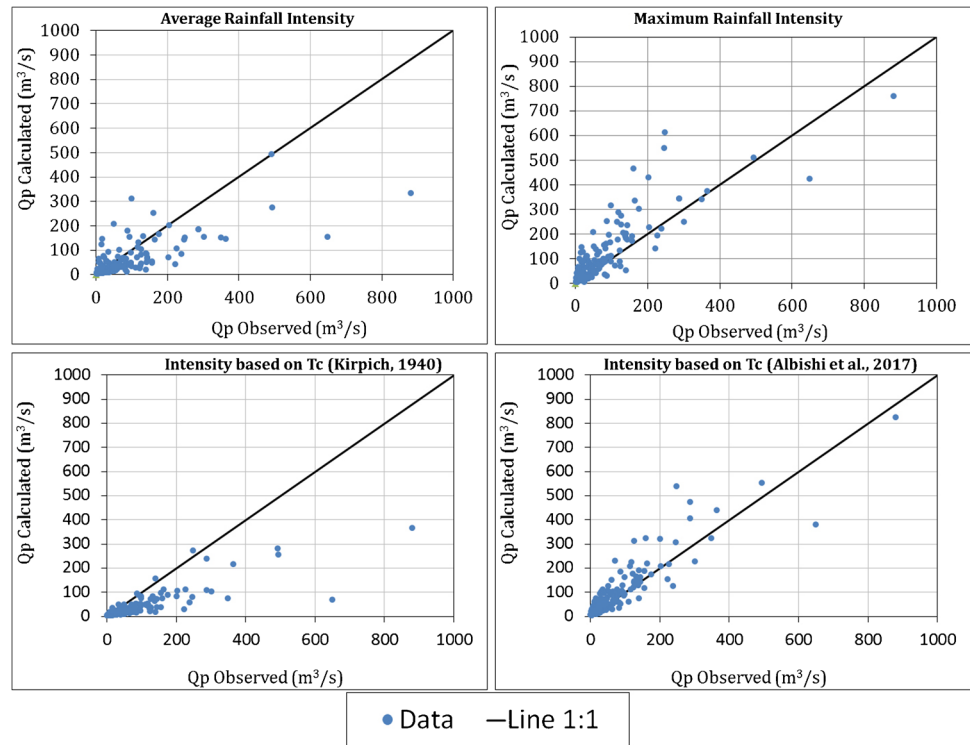 Average Rainfall Intensity
Qp Calculated (m³/s)
1000
900
800
700
600
500
400
300
200
100
0
0 200 400 600 800 1000
Qp Observed (m³/s)
Maximum Rainfall Intensity
Qp Calculated (m³/s)
1000
900
800
700
600
500
400
300
200
100
0
0 200 400 600 800 1000
Qp Observed (m³/s)
Intensity based on Tc (Kirpich, 1940)
Qp Calculated (m³/s)
1000
900
800
700
600
500
400
300
200
100
0
0 200 400 600 800 1000
Qp Observed (m³/s)
Intensity based on Tc (Albishi et al., 2017)
Qp Calculated (m³/s)
1000
900
800
700
600
500
400
300
200
100
0
0 200 400 600 800 1000
Qp Observed (m³/s)
Data Line 1:1